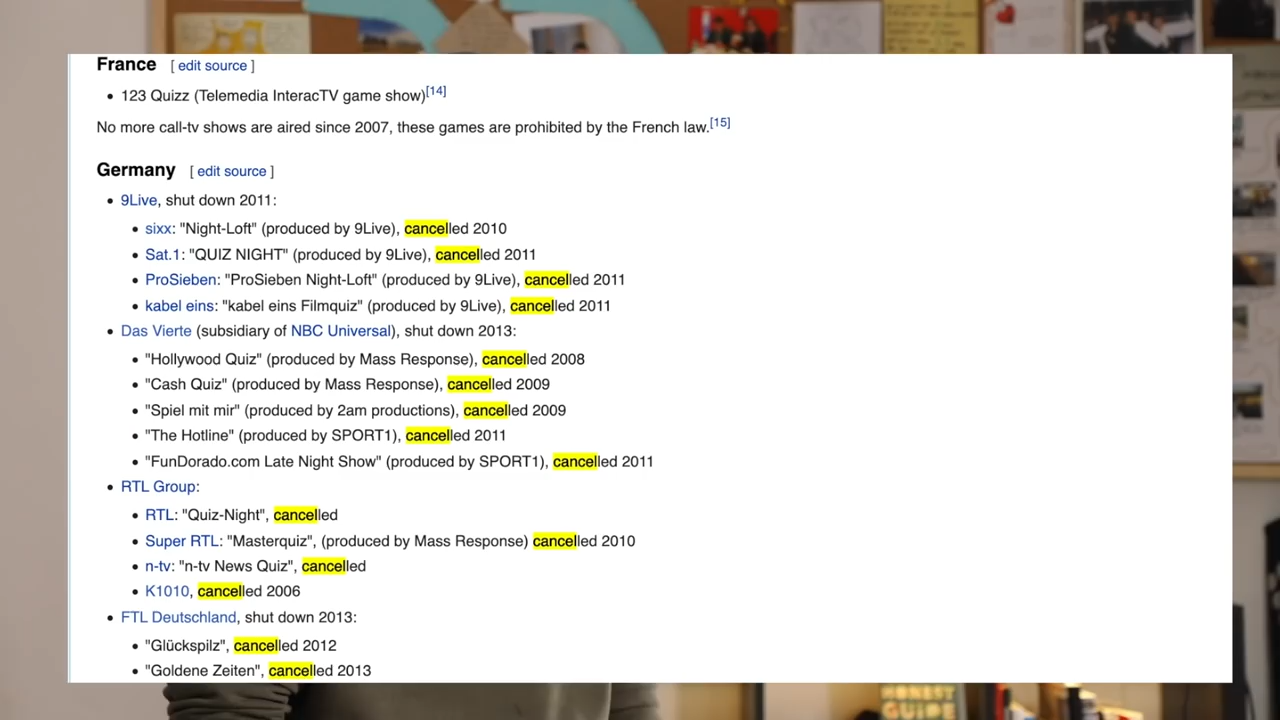 France [ edit source ]
• 123 Quizz (Telemedia InteracTV game show)[14]
No more call-tv shows are aired since 2007, these games are prohibited by the French law.[15]
Germany [ edit source ]
• 9Live, shut down 2011:
• sixx: "Night-Loft" (produced by 9Live), cancelled 2010
• Sat.1: "QUIZ NIGHT" (produced by 9Live), cancelled 2011
• ProSieben: "ProSieben Night-Loft" (produced by 9Live), cancelled 2011
• kabel eins: "kabel eins Filmquiz" (produced by 9Live), cancelled 2011
• Das Vierte (subsidiary of NBC Universal), shut down 2013:
• "Hollywood Quiz" (produced by Mass Response), cancelled 2008
• "Cash Quiz" (produced by Mass Response), cancelled 2009
• "Spiel mit mir" (produced by 2am productions), cancelled 2009
• "The Hotline" (produced by SPORT1), cancelled 2011
• "FunDorado.com Late Night Show" (produced by SPORT1), cancelled 2011
• RTL Group:
• RTL: "Quiz-Night", cancelled
• Super RTL: "Masterquiz", (produced by Mass Response) cancelled 2010
• n-tv: "n-tv News Quiz", cancelled
• K1010, cancelled 2006
• FTL Deutschland, shut down 2013:
• "Glückspilz", cancelled 2012
• "Goldene Zeiten", cancelled 2013
HONEST
GUIDE